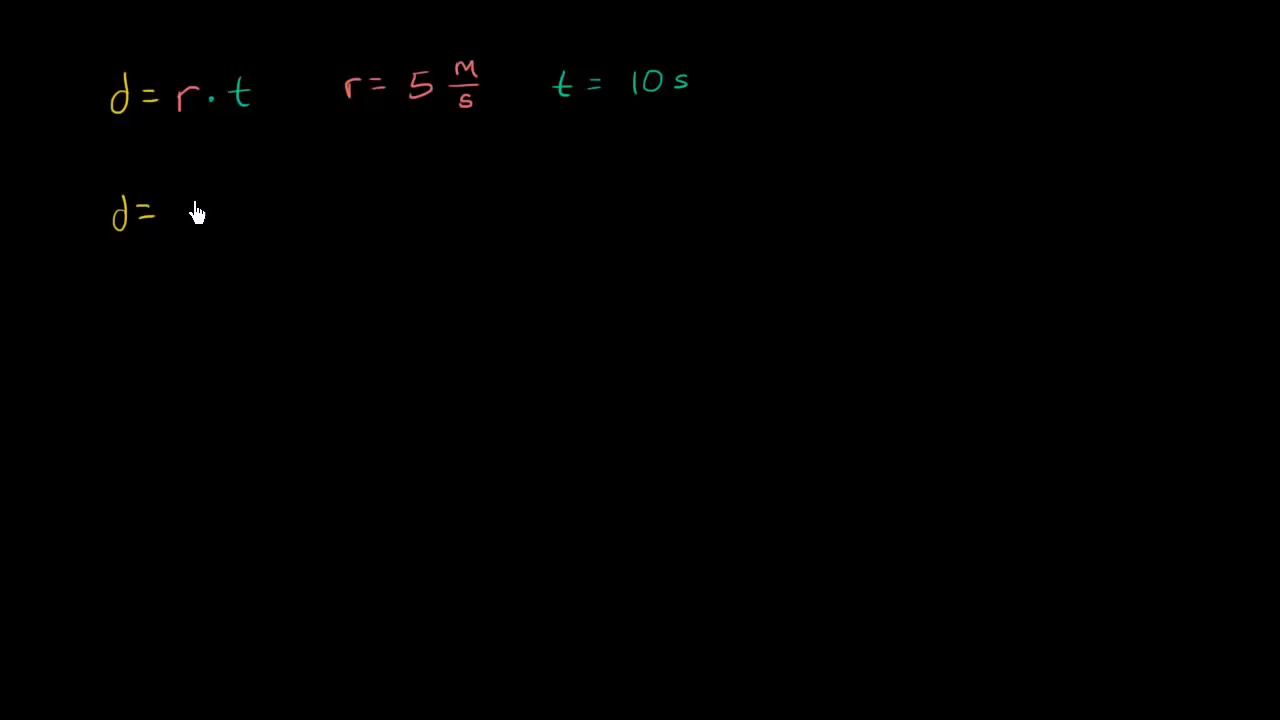 d = r · t r = 5 m/s t = 10 s
d =